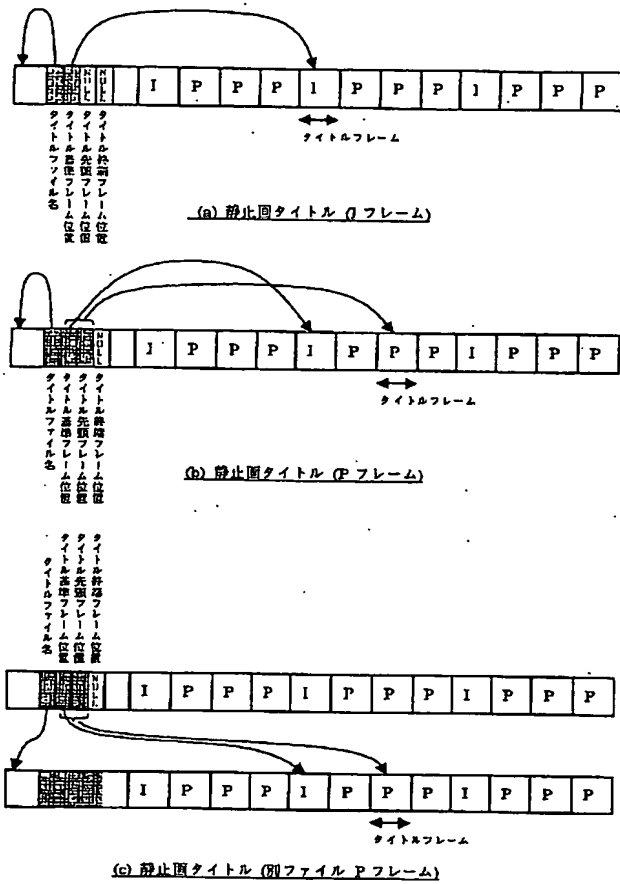 NULL NULL I P P P I P P P I P P P
タイトルフレーム
タイトルファイル名
タイトル基準フレーム位置
タイトル先頭フレーム位置
タイトル終端フレーム位置
(a) 静止画タイトル (I フレーム)
NULL I P P P I P P P I P P P
タイトルフレーム
タイトルファイル名
タイトル基準フレーム位置
タイトル先頭フレーム位置
タイトル終端フレーム位置
(b) 静止画タイトル (P フレーム)
タイトルファイル名
タイトル基準フレーム位置
タイトル先頭フレーム位置
タイトル終端フレーム位置
NULL I P P P I P P P I P P P
I P P P I P P P I P P P
タイトルフレーム
(c) 静止画タイトル (別ファイル P フレーム)